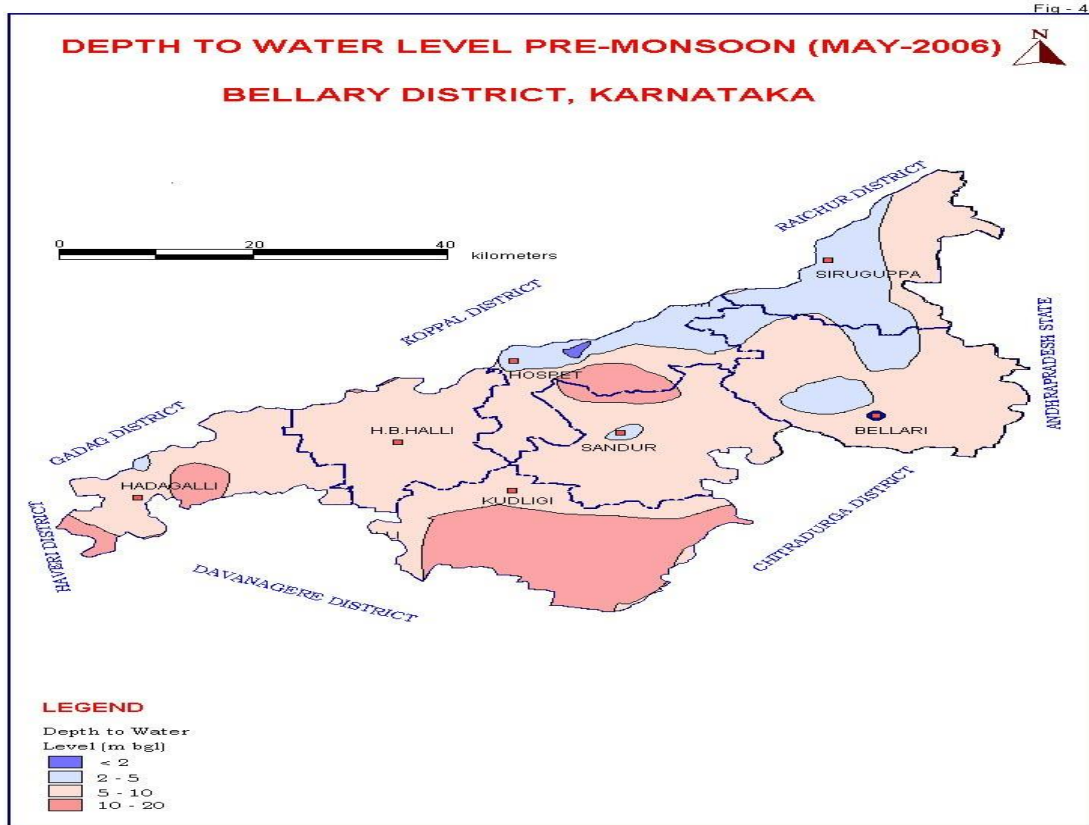 Fig - 4
DEPTH TO WATER LEVEL PRE-MONSOON (MAY-2006)
N
BELLARY DISTRICT, KARNATAKA
RAICHUR DISTRICT
0 20 40
kilometers
SIRUGUPPA
KOPPAL DISTRICT
ANDHRAPRADESH STATE
HOSPET
GADAG DISTRICT
H.B.HALLI
SANDUR
BELLARI
HADAGALLI
KUDLIGI
HAVERI DISTRICT
CHITRADURGA DISTRICT
DAVANAGERE DISTRICT
LEGEND
Depth to Water
Level (m bgl)
< 2
2 - 5
5 - 10
10 - 20